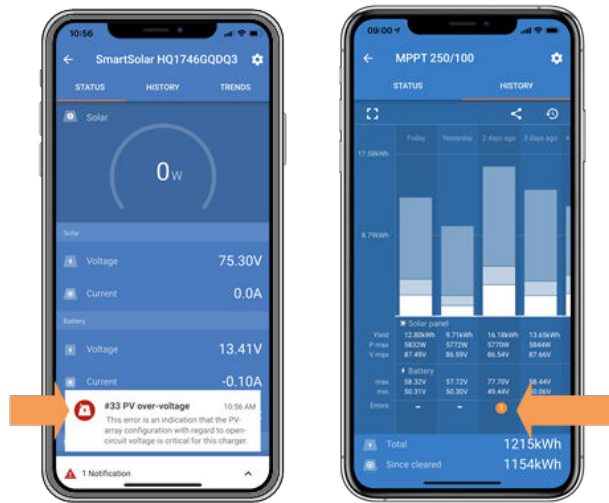 10:56
SmartSolar HQ1746GQDQ3
STATUS HISTORY TRENDS
Solar
0W
Solar
Voltage 75.30V
Current 0.0A
Battery
Voltage 13.41V
Current -0.10A
#33 PV over-voltage 10:56 AM
This error is an indication that the PV-
array configuration with regard to open-
circuit voltage is critical for this charger.
1 Notification
09:00
MPPT 250/100
STATUS HISTORY
Today Yesterday 2 days ago 3 days ago 4
17.58kWh
8.79kWh
Solar panel
Yield 12.80kWh 9.71kWh 16.18kWh 13.65kWh
P max 5832W 5772W 5770W 5844W
V max 87.49V 86.59V 86.54V 87.66V
Battery
max 58.32V 57.72V 77.70V 58.44V
min 50.31V 50.30V 49.44V 50.06V
Errors - - 1
Total 1215kWh
Since cleared 1154kWh